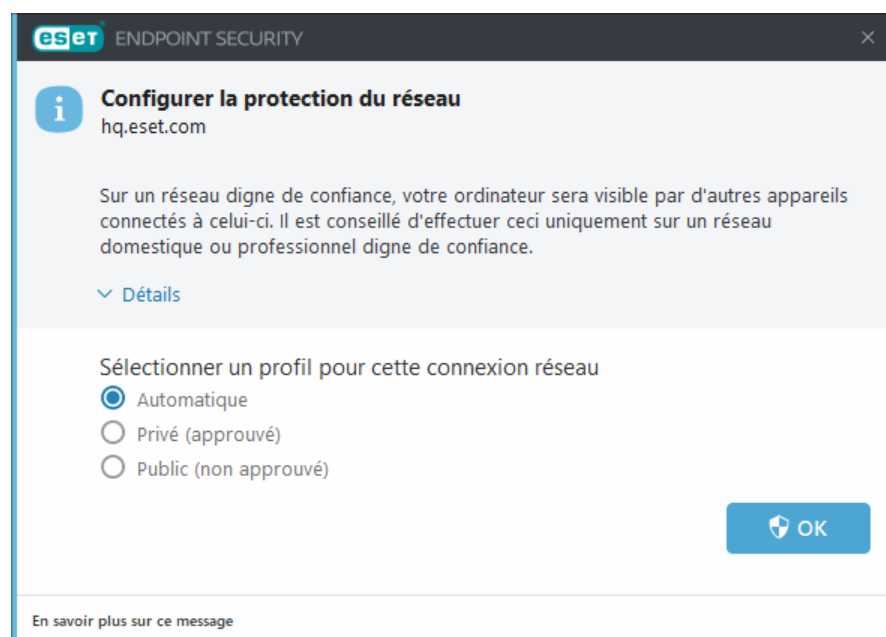 eset ENDPOINT SECURITY
Configurer la protection du réseau
hq.eset.com
Sur un réseau digne de confiance, votre ordinateur sera visible par d'autres appareils
connectés à celui-ci. Il est conseillé d'effectuer ceci uniquement sur un réseau
domestique ou professionnel digne de confiance.
Détails
Sélectionner un profil pour cette connexion réseau
Automatique
Privé (approuvé)
Public (non approuvé)
OK
En savoir plus sur ce message